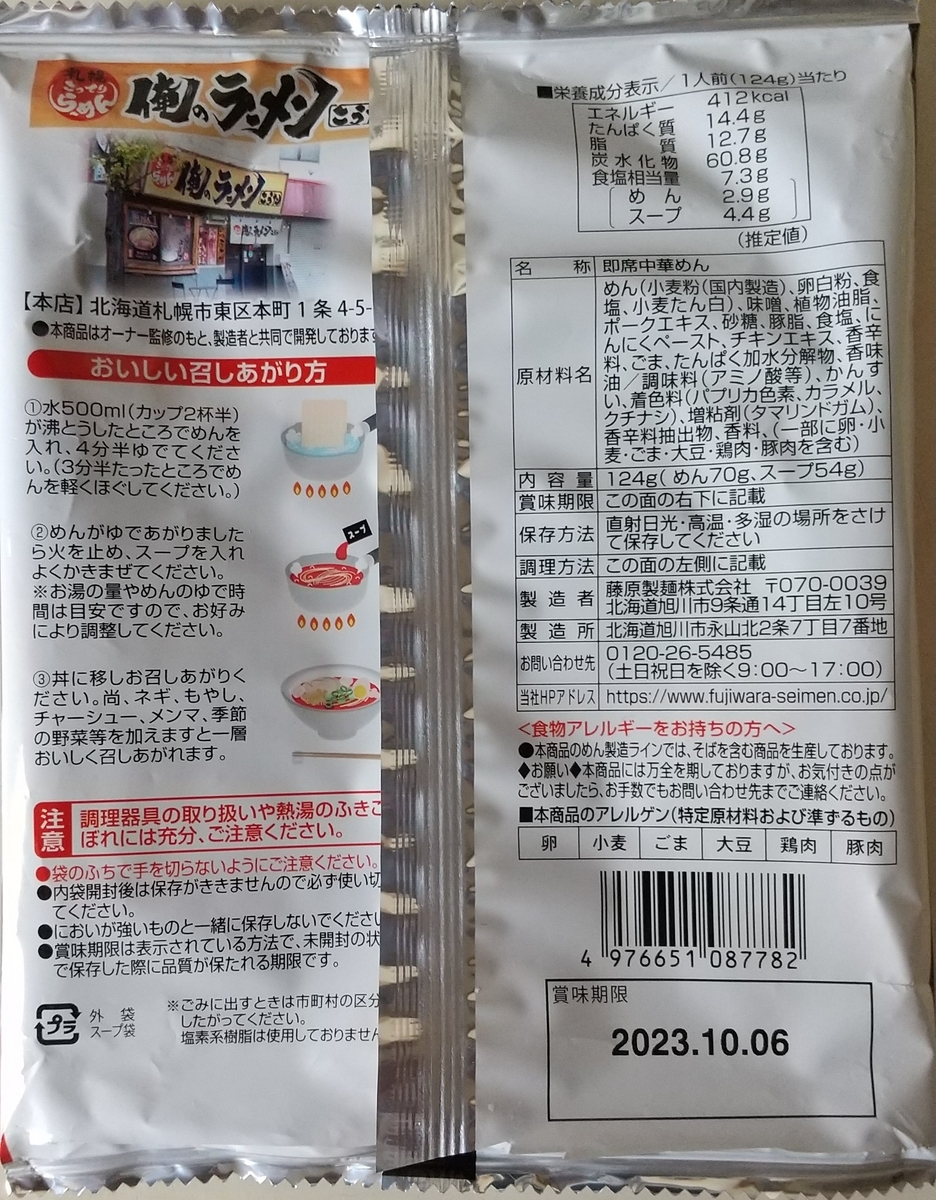 札幌
こってり
らーめん
俺のラーメン こう
俺のラーメン
【本店】北海道札幌市東区本町1条4-5-
●本商品はオーナー監修のもと、製造者と共同で開発しております
おいしい召しあがり方
①水500ml(カップ2杯半)
が沸とうしたところでめんを
入れ、4分半ゆでてくださ
い。(3分半たったところでめ
んを軽くほぐしてください。)
②めんがゆであがりました
ら火を止め、スープを入れ
よくかきまぜてください。
※お湯の量やめんのゆで時
間は目安ですので、お好み
により調整してください。
スープ
③丼に移しお召しあがりく
ださい。尚、ネギ、もやし、
チャーシュー、メンマ、季節
の野菜等を加えますと一層
おいしく召しあがれます。
注意
調理器具の取り扱いや熱湯のふきこ
ぼれには充分、ご注意ください。
●袋のふちで手を切らないようにご注意ください。
●内袋開封後は保存がききませんので必ず使い切
てください。
●においが強いものと一緒に保存しないでくださ
●賞味期限は表示されている方法で、未開封の状
で保存した際に品質が保たれる期限です。
プラ
外 袋
スープ袋
※ごみに出すときは市町村の区分
したがってください。
塩素系樹脂は使用しておりません
■栄養成分表示/1人前(124g)当たり
エネルギー 412kcal
たんぱく質 14.4g
脂 質 12.7g
炭水化物 60.8g
食塩相当量 7.3g
めん 2.9g
スープ 4.4g
(推定値)
名 称 即席中華めん
原材料名
めん(小麦粉(国内製造)、卵白粉、食
塩、小麦たん白)、味噌、植物油脂、
ポークエキス、砂糖、豚脂、食塩、に
んにくペースト、チキンエキス、香辛
料、ごま、たんぱく加水分解物、香味
油/調味料(アミノ酸等)、かんす
い、着色料(パプリカ色素、カラメル、
クチナシ)、増粘剤(タマリンドガム)、
香辛料抽出物、香料、(一部に卵・小
麦・ごま・大豆・鶏肉・豚肉を含む)
内容量 124g(めん70g、スープ54g)
賞味期限 この面の右下に記載
保存方法
直射日光・高温・多湿の場所をさけ
て保存してください
調理方法 この面の左側に記載
製造者
藤原製麺株式会社 〒070-0039
北海道旭川市9条通14丁目左10号
製造所 北海道旭川市永山北2条7丁目7番地
お問い合わせ先
0120-26-5485
(土日祝日を除く9:00〜17:00)
当社HPアドレス https://www.fujiwara-seimen.co.jp/
<食物アレルギーをお持ちの方へ>
●本商品のめん製造ラインでは、そばを含む商品を生産しております。
◆お願い◆本商品には万全を期しておりますが、お気付きの点が
ございましたら、お手数でもお問い合わせ先までご連絡ください。
■本商品のアレルゲン(特定原材料および準ずるもの)
卵 小麦 ごま 大豆 鶏肉 豚肉
4 976651 087782
賞味期限
2023.10.06